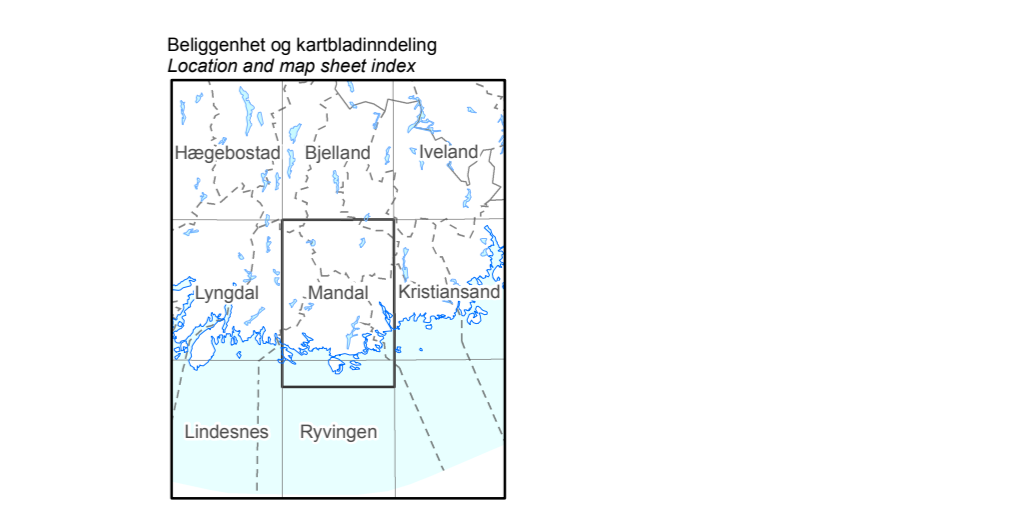 Beliggenhet og kartbladinndeling
Location and map sheet index
Hægebostad Bjelland Iveland
Lyngdal Mandal Kristiansand
Lindesnes Ryvingen